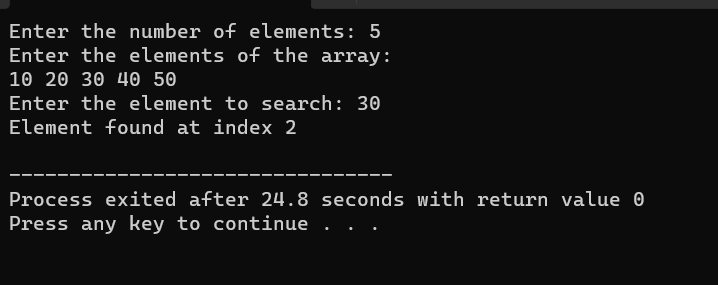 Enter the number of elements: 5
Enter the elements of the array:
10 20 30 40 50
Enter the element to search: 30
Element found at index 2
--------------------------------
Process exited after 24.8 seconds with return value 0
Press any key to continue . . .